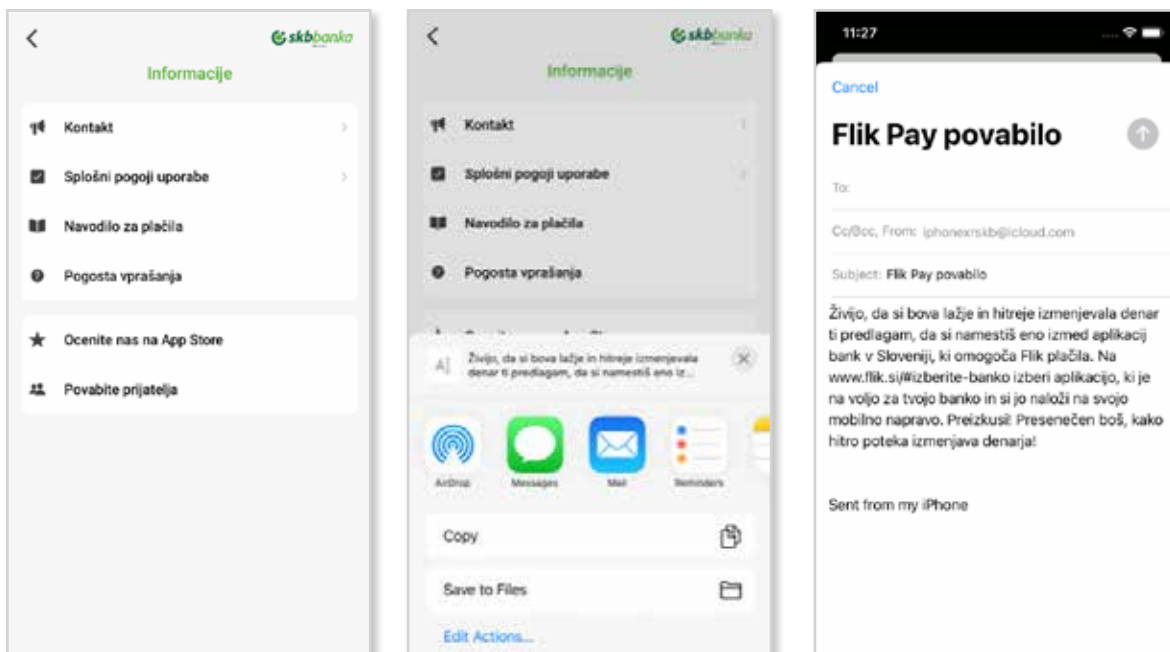 skb banka
Informacije
Kontakt
Splošni pogoji uporabe
Navodilo za plačila
Pogosta vprašanja
Ocenite nas na App Store
Povabite prijatelja
skb banka
Informacije
Kontakt
Splošni pogoji uporabe
Navodilo za plačila
Pogosta vprašanja
Živijo, da si bova lažje in hitreje izmenjevala
denar ti predlagam, da si namestiš eno iz...
AirDrop
Messages
Mail
Reminders
Copy
Save to Files
Edit Actions...
11:27
Cancel
Flik Pay povabilo
To:
Cc/Bcc, From: iphonexrskb@icloud.com
Subject: Flik Pay povabilo
Živijo, da si bova lažje in hitreje izmenjevala denar
ti predlagam, da si namestiš eno izmed aplikacij
bank v Sloveniji, ki omogoča Flik plačila. Na
www.flik.si/#izberite-banko izberi aplikacijo, ki je
na voljo za tvojo banko in si jo naloži na svojo
mobilno napravo. Preizkusi! Presenečen boš, kako
hitro poteka izmenjava denarja!
Sent from my iPhone